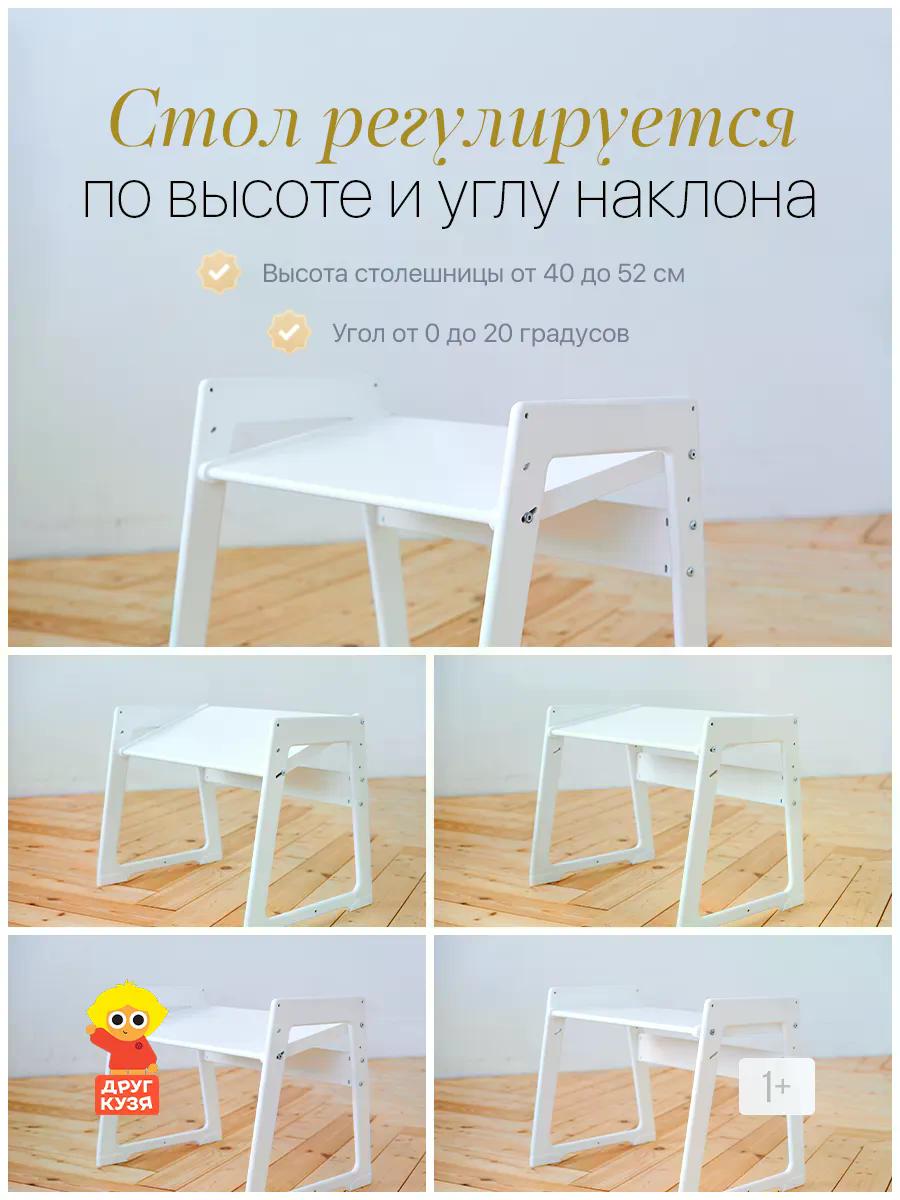 Стол регулируется
по высоте и углу наклона
Высота столешницы от 40 до 52 см
Угол от 0 до 20 градусов
ДРУГ
КУЗЯ
1+